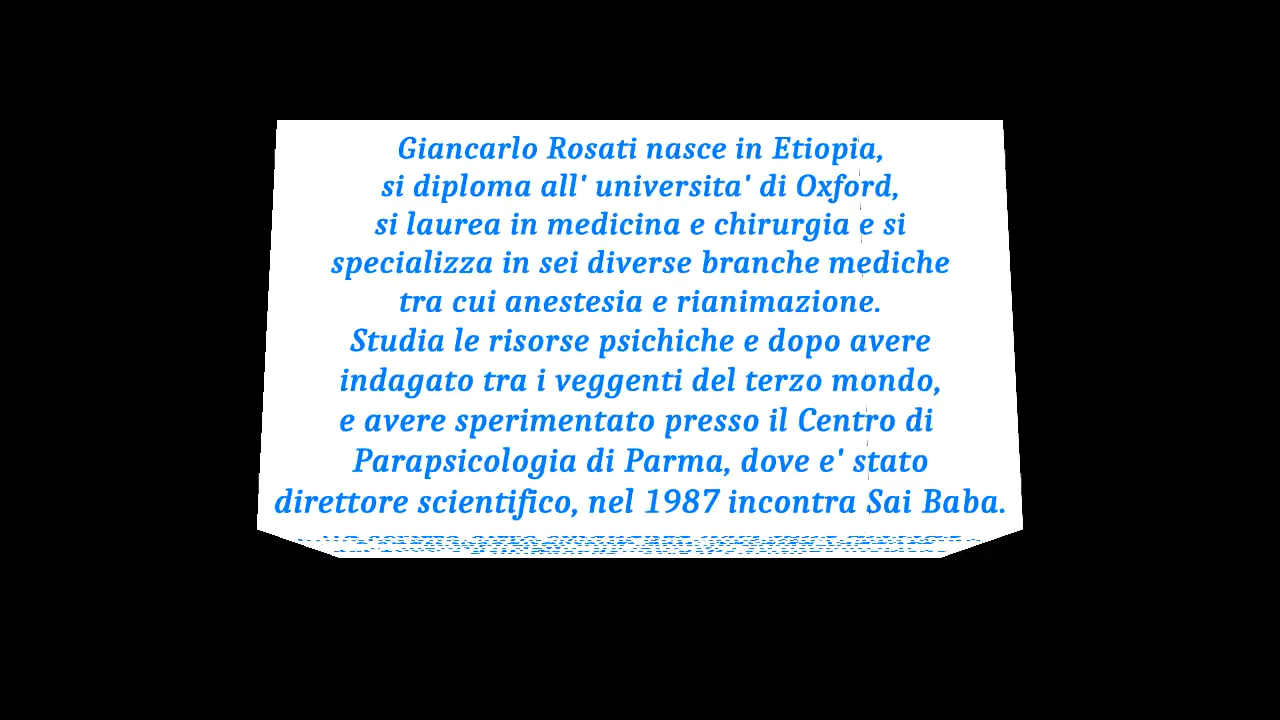 Giancarlo Rosati nasce in Etiopia,
si diploma all' universita' di Oxford,
si laurea in medicina e chirurgia e si
specializza in sei diverse branche mediche
tra cui anestesia e rianimazione.
Studia le risorse psichiche e dopo avere
indagato tra i veggenti del terzo mondo,
e avere sperimentato presso il Centro di
Parapsicologia di Parma, dove e' stato
direttore scientifico, nel 1987 incontra Sai Baba.